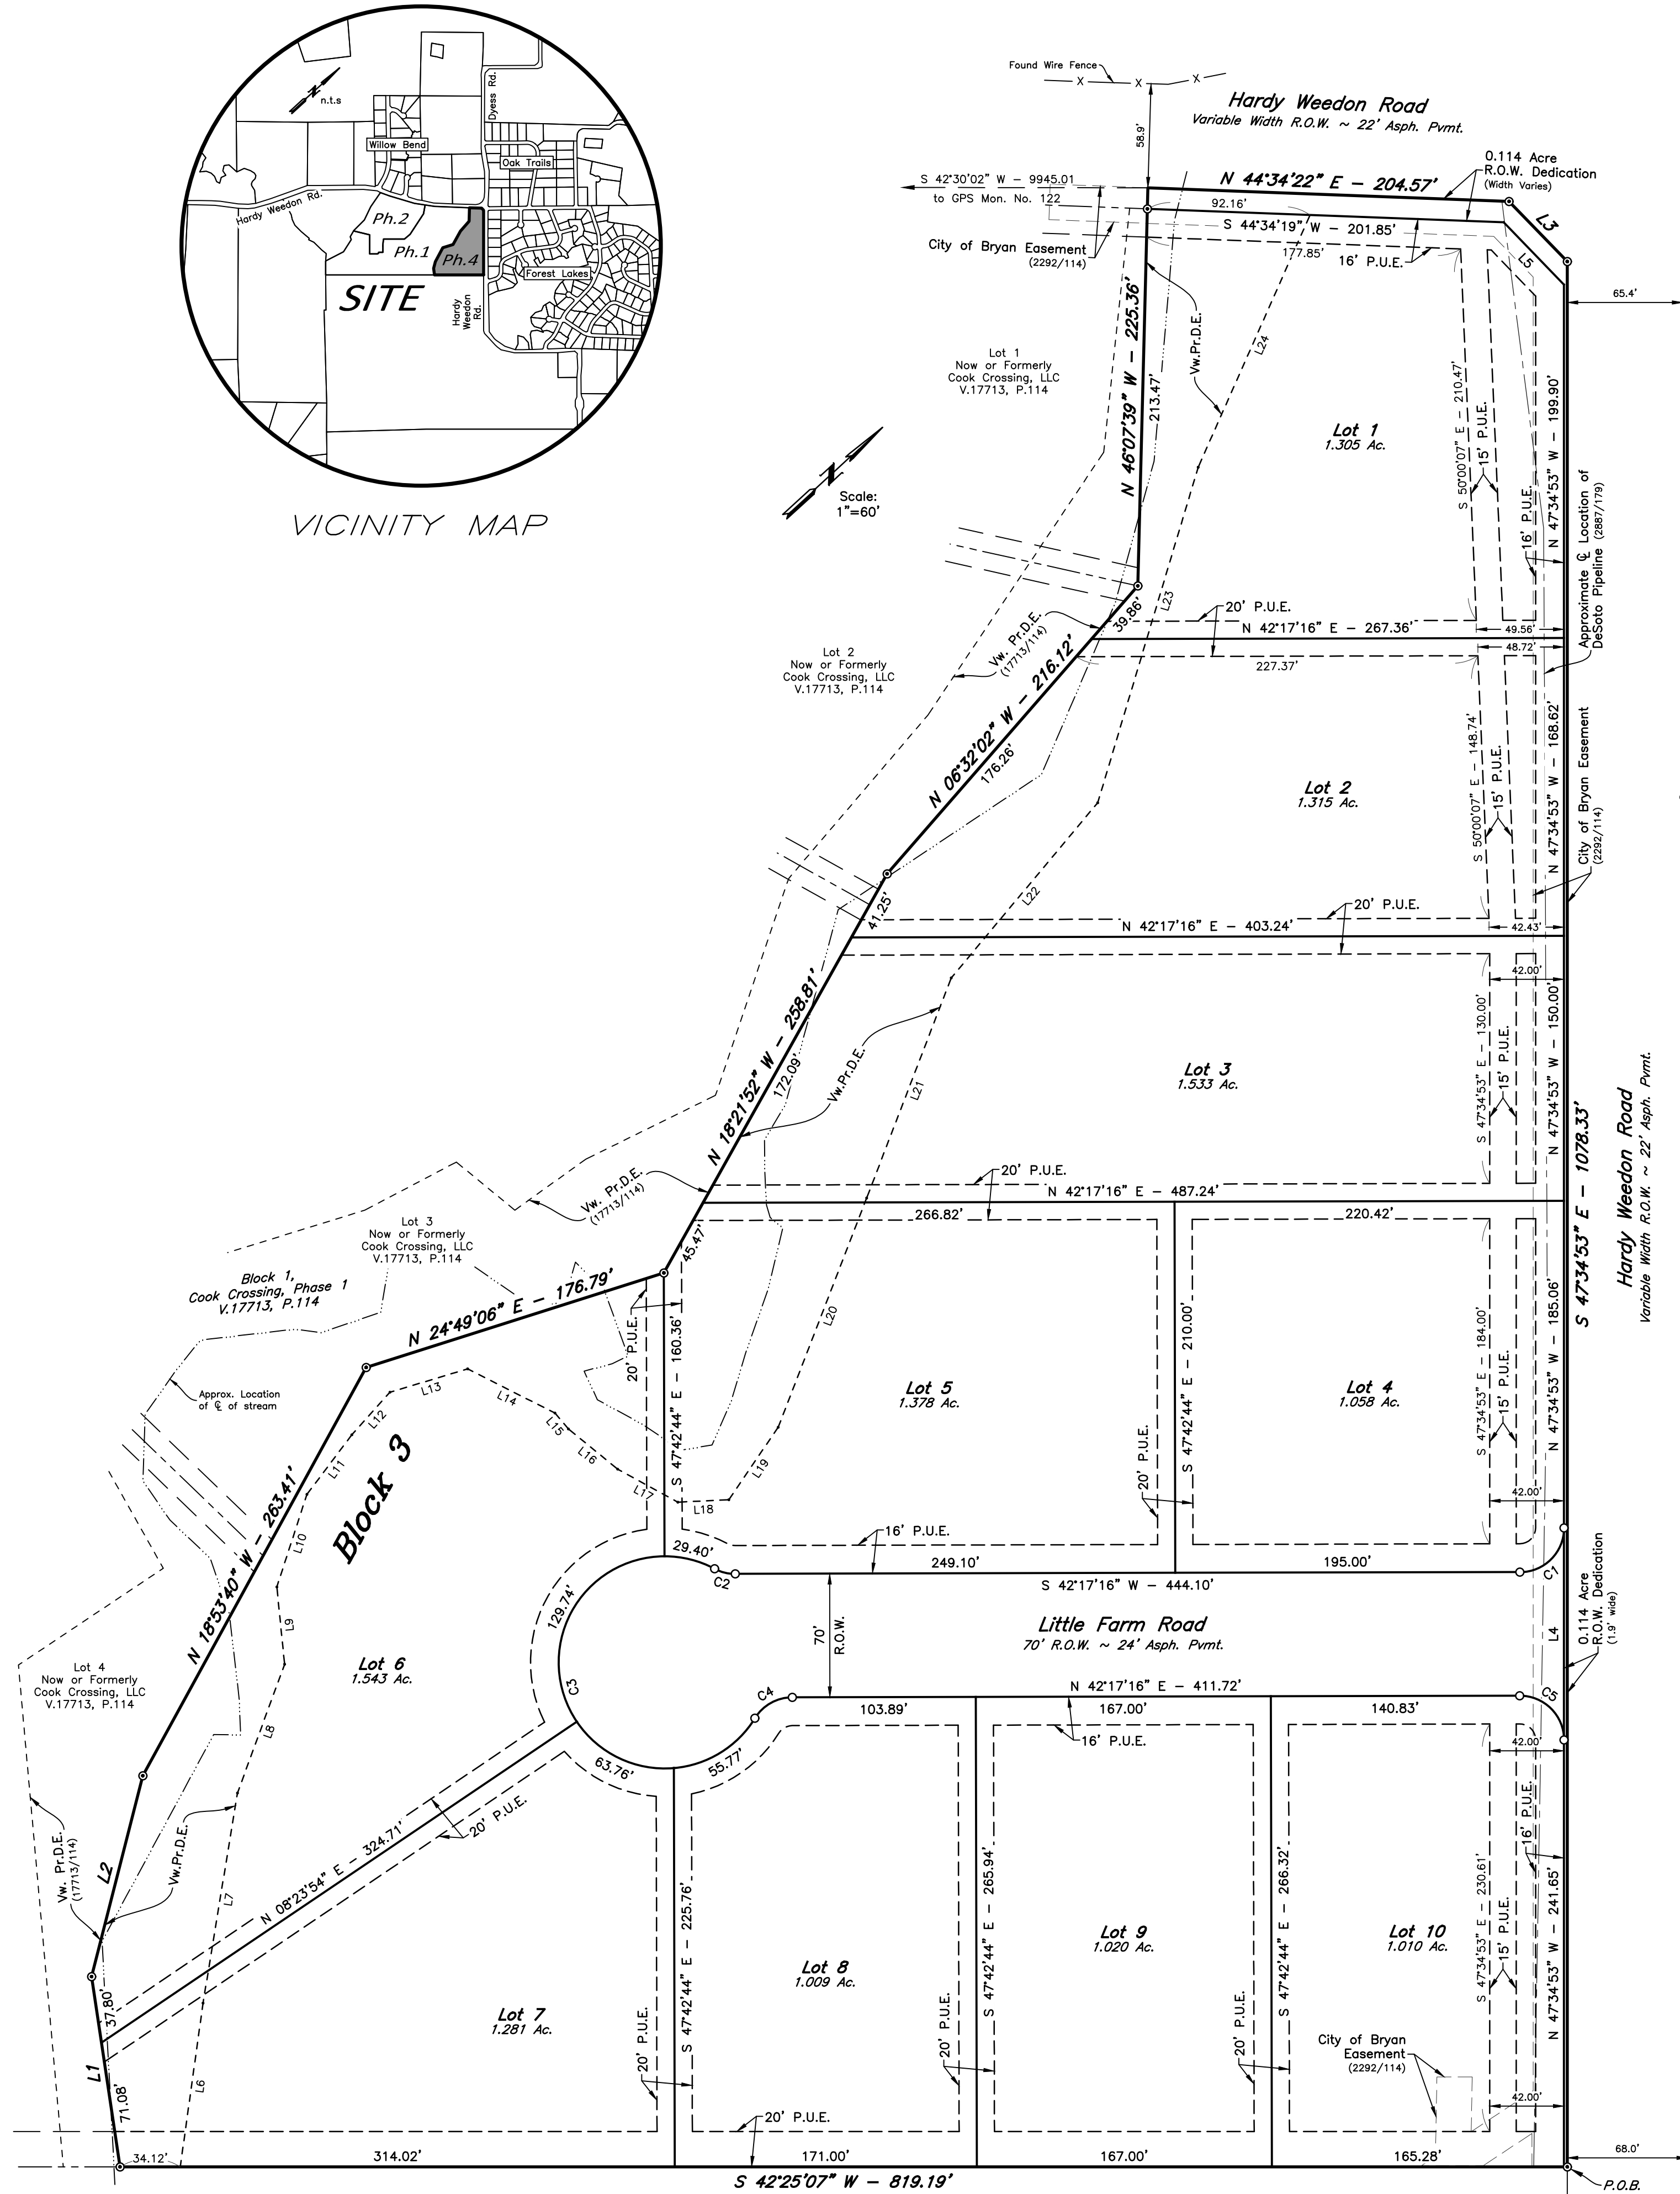 n.t.s
Dyess Rd.
Willow Bend
Oak Trails
Hardy Weedon Rd.
Ph.2
Ph.1
Ph.4
Forest Lakes
SITE
Hardy
Weedon
Rd.
VICINITY MAP
Found Wire Fence
X
X
X
58.9'
Hardy Weedon Road
Variable Width R.O.W. ~ 22' Asph. Pvmt.
0.114 Acre
R.O.W. Dedication
(Width Varies)
S 42°30'02" W - 9945.01
to GPS Mon. No. 122
N 44°34'22" E - 204.57'
L3
92.16'
S 44°34'19" W - 201.85'
City of Bryan Easement
(2292/114)
177.85'
16' P.U.E.
L5
65.4'
N 46°07'39" W - 225.36'
213.47'
Vw.Pr.D.E.
L24
Lot 1
Now or Formerly
Cook Crossing, LLC
V.17713, P.114
Lot 1
1.305 Ac.
S 50°00'07" E - 210.47'
15' P.U.E.
16' P.U.E.
N 47°34'53" W - 199.90'
Approximate ℄ Location of
DeSoto Pipeline (2887/179)
N
Scale:
1"=60'
L23
39.86'
20' P.U.E.
N 42°17'16" E - 267.36'
49.56'
48.72'
227.37'
Vw. Pr.D.E.
(17713/114)
Lot 2
Now or Formerly
Cook Crossing, LLC
V.17713, P.114
N 06°32'02" W - 216.12'
176.26'
Lot 2
1.315 Ac.
S 50°00'07" E - 148.74'
15' P.U.E.
N 47°34'53" W - 168.62'
City of Bryan Easement
(2292/114)
L22
41.25'
20' P.U.E.
N 42°17'16" E - 403.24'
42.43'
42.00'
N 18°21'52" W - 258.81'
172.09'
Vw.Pr.D.E.
L21
Lot 3
1.533 Ac.
S 47°34'53" E - 130.00'
15' P.U.E.
N 47°34'53" W - 150.00'
S 47°34'53" E - 1078.33'
Hardy Weedon Road
Variable Width R.O.W. ~ 22' Asph. Pvmt.
Vw. Pr.D.E.
(17713/114)
20' P.U.E.
N 42°17'16" E - 487.24'
266.82'
220.42'
45.47'
Lot 3
Now or Formerly
Cook Crossing, LLC
V.17713, P.114
Block 1,
Cook Crossing, Phase 1
V.17713, P.114
N 24°49'06" E - 176.79'
20' P.U.E.
S 47°42'44" E - 160.36'
L20
Lot 5
1.378 Ac.
20' P.U.E.
S 47°42'44" E - 210.00'
Lot 4
1.058 Ac.
S 47°34'53" E - 184.00'
15' P.U.E.
N 47°34'53" W - 185.06'
Approx. Location
of ℄ of stream
L13
L14
L12
L15
L16
L11
L17
L18
L19
L10
Block 3
N 18°53'40" W - 263.41'
42.00'
16' P.U.E.
29.40'
C2
249.10'
195.00'
C1
S 42°17'16" W - 444.10'
0.114 Acre
R.O.W. Dedication
(1.9' wide)
L4
129.74'
C3
70'
R.O.W.
Little Farm Road
70' R.O.W. ~ 24' Asph. Pvmt.
L9
Lot 6
1.543 Ac.
Lot 4
Now or Formerly
Cook Crossing, LLC
V.17713, P.114
L8
C4
N 42°17'16" E - 411.72'
C5
103.89'
167.00'
140.83'
16' P.U.E.
42.00'
63.76'
55.77'
16' P.U.E.
20' P.U.E.
N 08°23'54" E - 324.71'
Vw. Pr.D.E.
(17713/114)
L2
Vw.Pr.D.E.
L7
S 47°42'44" E - 225.76'
S 47°42'44" E - 265.94'
S 47°42'44" E - 266.32'
S 47°34'53" E - 230.61'
15' P.U.E.
N 47°34'53" W - 241.65'
Lot 8
1.009 Ac.
Lot 9
1.020 Ac.
Lot 10
1.010 Ac.
37.80'
Lot 7
1.281 Ac.
20' P.U.E.
20' P.U.E.
20' P.U.E.
City of Bryan
Easement
(2292/114)
L1
71.08'
L6
42.00'
20' P.U.E.
34.12'
314.02'
171.00'
167.00'
165.28'
68.0'
S 42°25'07" W - 819.19'
P.O.B.